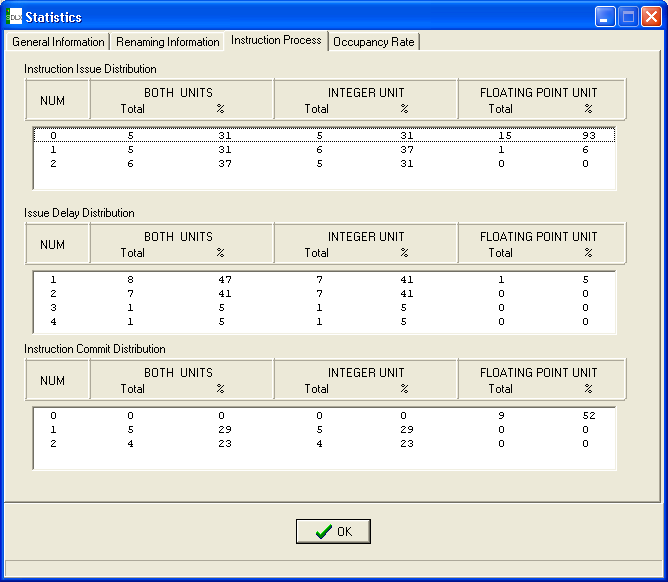 DLX Statistics
General Information Renaming Information Instruction Process Occupancy Rate
Instruction Issue Distribution
NUM BOTH UNITS INTEGER UNIT FLOATING POINT UNIT
Total % Total % Total %
0 5 31 5 31 15 93
1 5 31 6 37 1 6
2 6 37 5 31 0 0
Issue Delay Distribution
NUM BOTH UNITS INTEGER UNIT FLOATING POINT UNIT
Total % Total % Total %
1 8 47 7 41 1 5
2 7 41 7 41 0 0
3 1 5 1 5 0 0
4 1 5 1 5 0 0
Instruction Commit Distribution
NUM BOTH UNITS INTEGER UNIT FLOATING POINT UNIT
Total % Total % Total %
0 0 0 0 0 9 52
1 5 29 5 29 0 0
2 4 23 4 23 0 0
OK